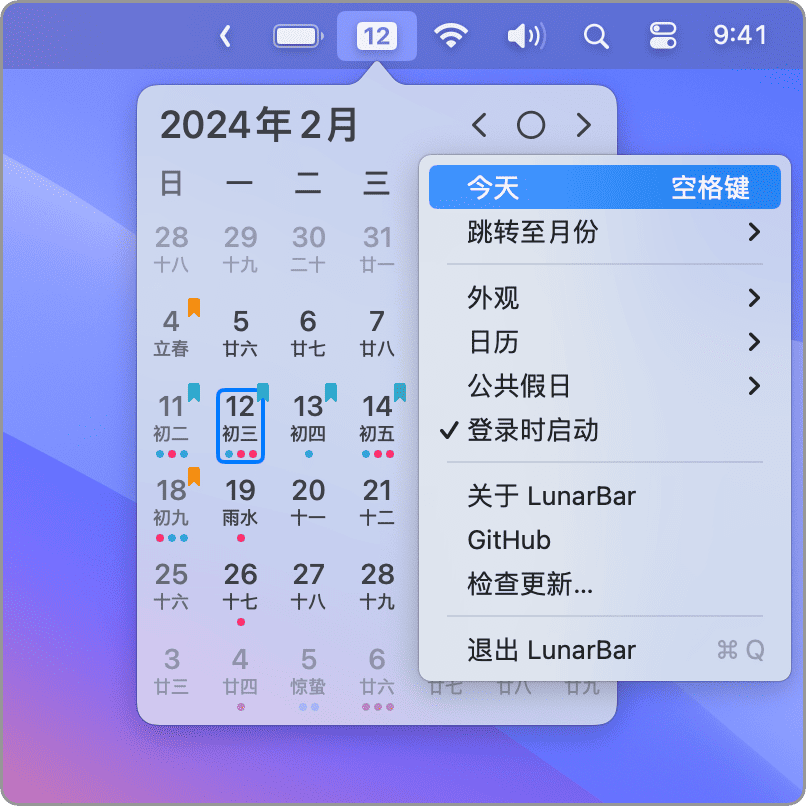 12 9:41
2024年2月
日 一 二 三
28 29 30 31
十八 十九 二十 廿一
4 5 6 7
立春 廿六 廿七 廿八
11 12 13 14
初二 初三 初四 初五
18 19 20 21
初九 雨水 十一 十二
25 26 27 28
十六 十七 十八 十九
3 4 5 6
廿三 廿四 惊蛰 廿六 廿七 廿八 廿九
今天 空格键
跳转至月份
外观
日历
公共假日
登录时启动
关于 LunarBar
GitHub
检查更新...
退出 LunarBar ⌘ Q